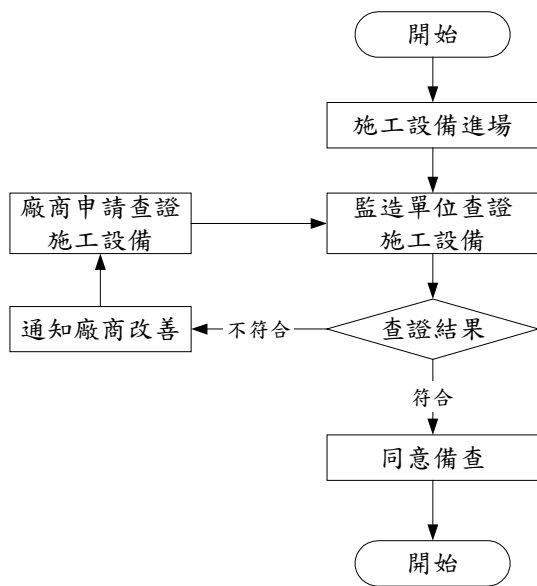 開始
施工設備進場
廠商申請查證
施工設備
監造單位查證
施工設備
通知廠商改善
不符合
查證結果
符合
同意備查
開始